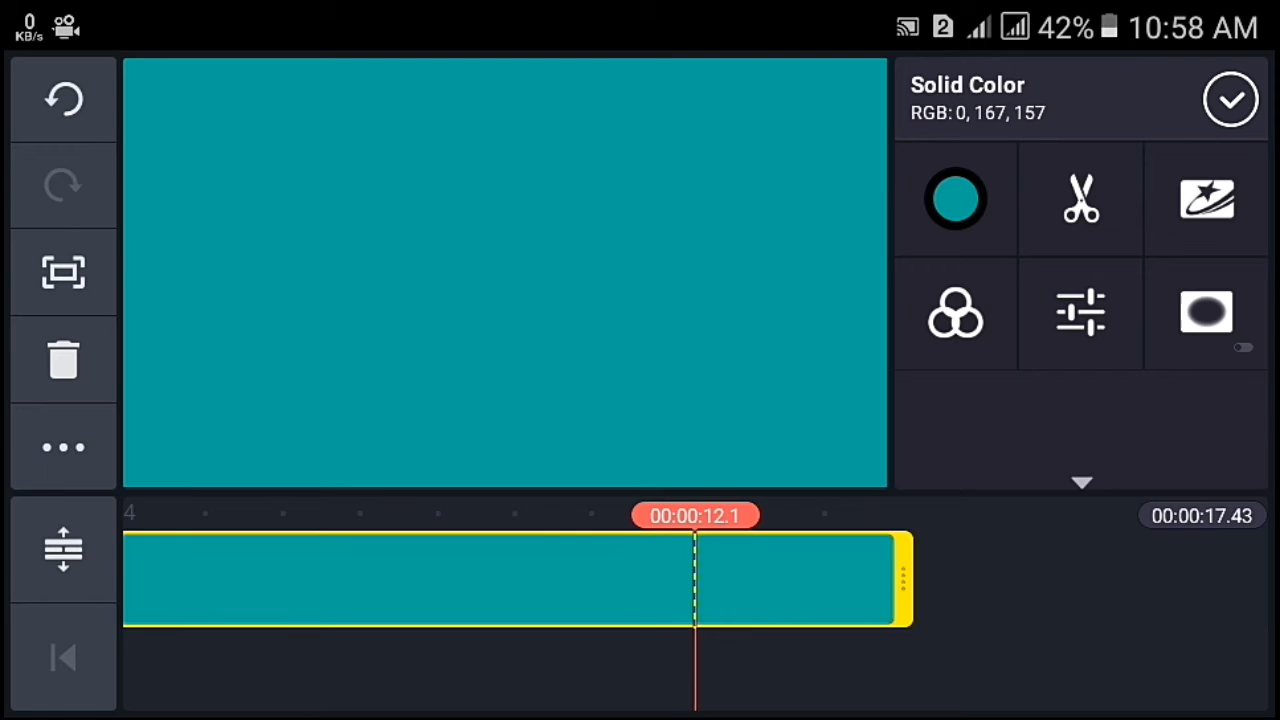 0
KB/s
2
42%
10:58 AM
Solid Color
RGB: 0, 167, 157
4
00:00:12.1
00:00:17.43